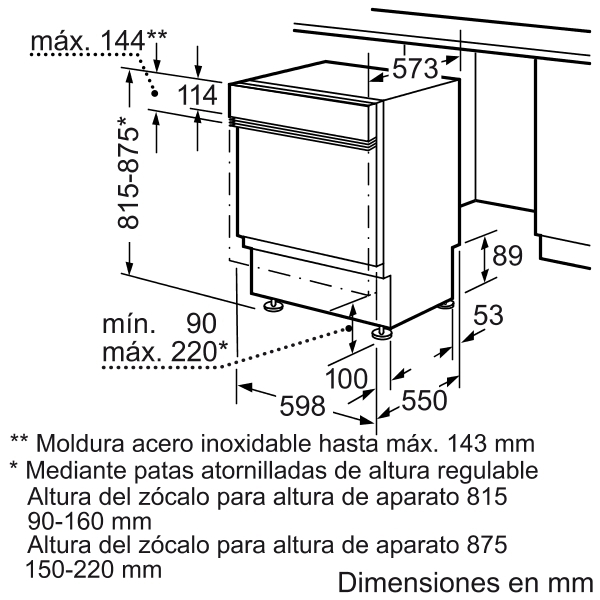 máx. 144**
573
114
815-875*
89
mín. 90
máx. 220*
53
100
598
550
** Moldura acero inoxidable hasta máx. 143 mm
* Mediante patas atornilladas de altura regulable
Altura del zócalo para altura de aparato 815
90-160 mm
Altura del zócalo para altura de aparato 875
150-220 mm
Dimensiones en mm